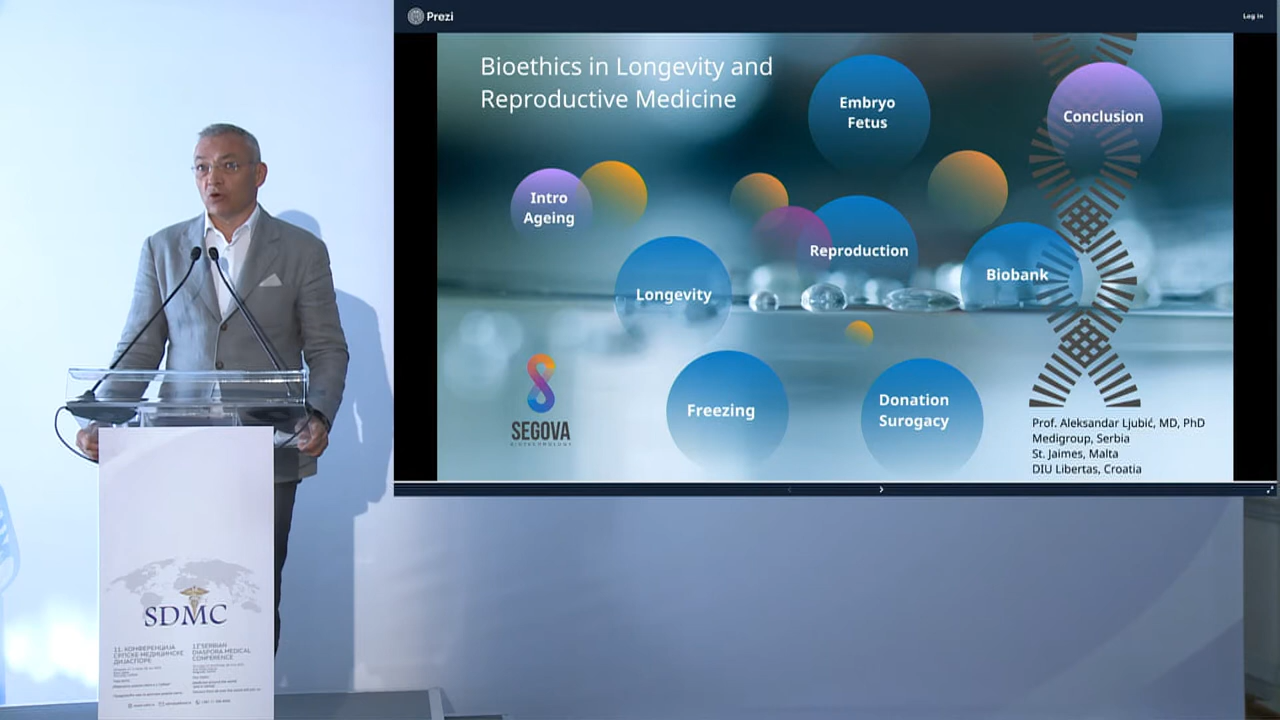 Prezi
Log in
Bioethics in Longevity and
Reproductive Medicine
Embryo
Fetus
Conclusion
Intro
Ageing
Reproduction
Biobank
Longevity
Freezing
Donation
Surogacy
SEGOVA
Prof. Aleksandar Ljubić, MD, PhD
Medigroup, Serbia
St. Jaimes, Malta
DIU Libertas, Croatia
SDMC
11. КОНФЕРЕНЦИЈА
СРПСКЕ МЕДИЦИНСКЕ
ДИЈАСПОРЕ
SERBIAN
DIASPORA MEDICAL
CONFERENCE